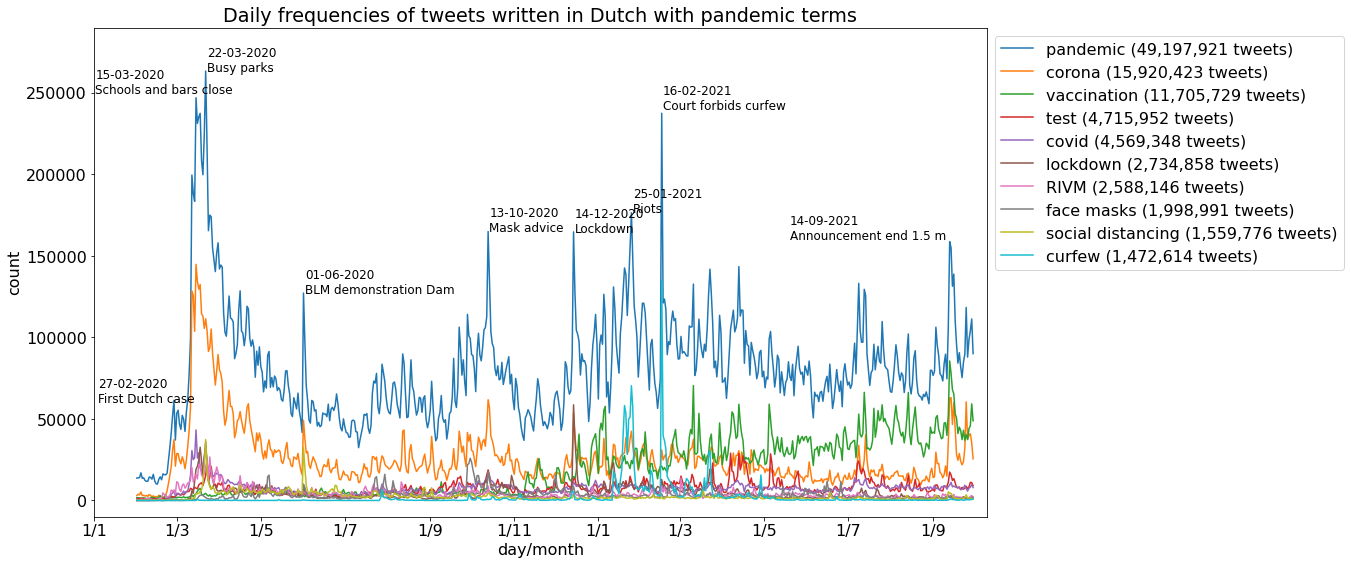 Daily frequencies of tweets written in Dutch with pandemic terms
22-03-2020
Busy parks
15-03-2020
Schools and bars close
16-02-2021
Court forbids curfew
25-01-2021
Riots
13-10-2020
Mask advice
14-12-2020
Lockdown
14-09-2021
Announcement end 1.5 m
01-06-2020
BLM demonstration Dam
27-02-2020
First Dutch case
count
250000
200000
150000
100000
50000
0
1/1 1/3 1/5 1/7 1/9 1/11 1/1 1/3 1/5 1/7 1/9
day/month
pandemic (49,197,921 tweets)
corona (15,920,423 tweets)
vaccination (11,705,729 tweets)
test (4,715,952 tweets)
covid (4,569,348 tweets)
lockdown (2,734,858 tweets)
RIVM (2,588,146 tweets)
face masks (1,998,991 tweets)
social distancing (1,559,776 tweets)
curfew (1,472,614 tweets)